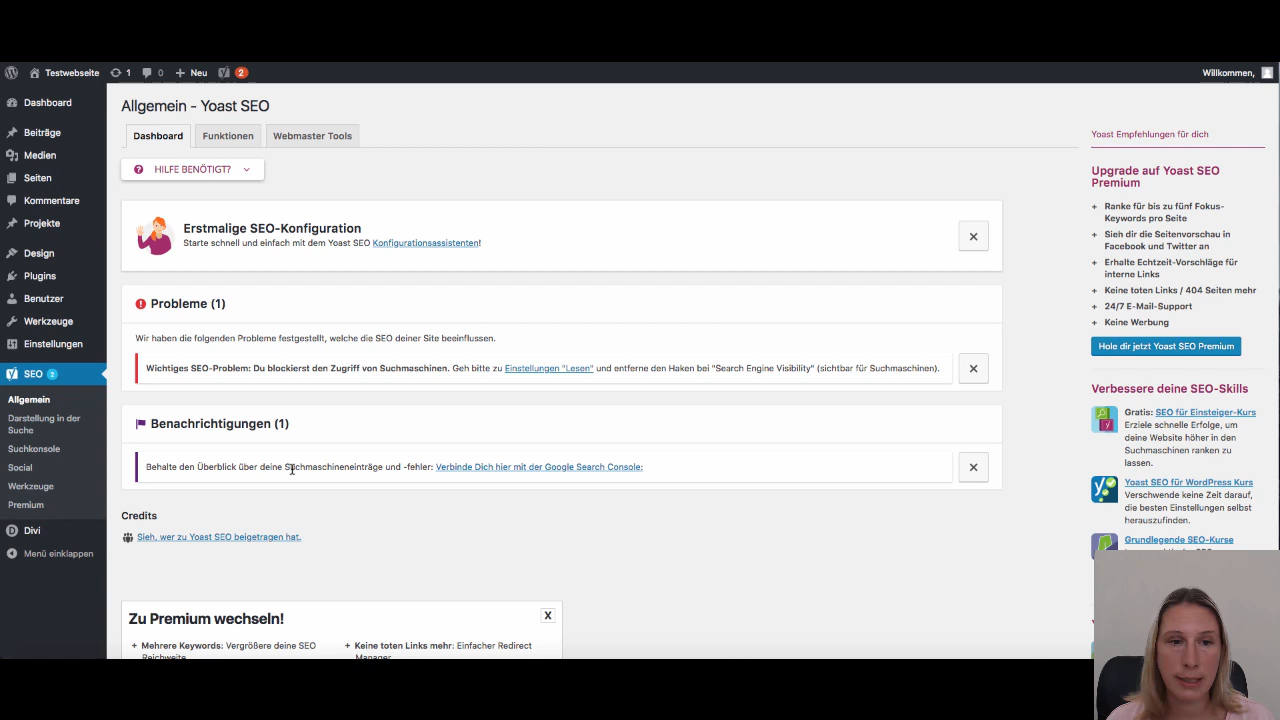 Testwebseite 1 0 Neu 2 Willkommen,
Dashboard
Beiträge
Medien
Seiten
Kommentare
Projekte
Design
Plugins
Benutzer
Werkzeuge
Einstellungen
SEO 2
Allgemein
Darstellung in der
Suche
Suchkonsole
Social
Werkzeuge
Premium
Divi
Menü einklappen
Allgemein - Yoast SEO
Dashboard Funktionen Webmaster Tools
HILFE BENÖTIGT?
Erstmalige SEO-Konfiguration
Starte schnell und einfach mit dem Yoast SEO Konfigurationsassistenten!
Probleme (1)
Wir haben die folgenden Probleme festgestellt, welche die SEO deiner Site beeinflussen.
Wichtiges SEO-Problem: Du blockierst den Zugriff von Suchmaschinen. Geh bitte zu Einstellungen "Lesen" und entferne den Haken bei "Search Engine Visibility" (sichtbar für Suchmaschinen).
Benachrichtigungen (1)
Behalte den Überblick über deine Suchmaschineneinträge und -fehler: Verbinde Dich hier mit der Google Search Console:
Credits
Sieh, wer zu Yoast SEO beigetragen hat.
Zu Premium wechseln! X
+ Mehrere Keywords: Vergrößere deine SEO
Reichweite
+ Keine toten Links mehr: Einfacher Redirect
Manager
Yoast Empfehlungen für dich
Upgrade auf Yoast SEO
Premium
+ Ranke für bis zu fünf Fokus-
Keywords pro Seite
+ Sieh dir die Seitenvorschau in
Facebook und Twitter an
+ Erhalte Echtzeit-Vorschläge für
interne Links
+ Keine toten Links / 404 Seiten mehr
+ 24/7 E-Mail-Support
+ Keine Werbung
Hole dir jetzt Yoast SEO Premium
Verbessere deine SEO-Skills
Gratis: SEO für Einsteiger-Kurs
Erziele schnelle Erfolge, um
deine Website höher in den
Suchmaschinen ranken zu
lassen.
Yoast SEO für WordPress Kurs
Verschwende keine Zeit darauf,
die besten Einstellungen selbst
herauszufinden.
Grundlegende SEO-Kurse